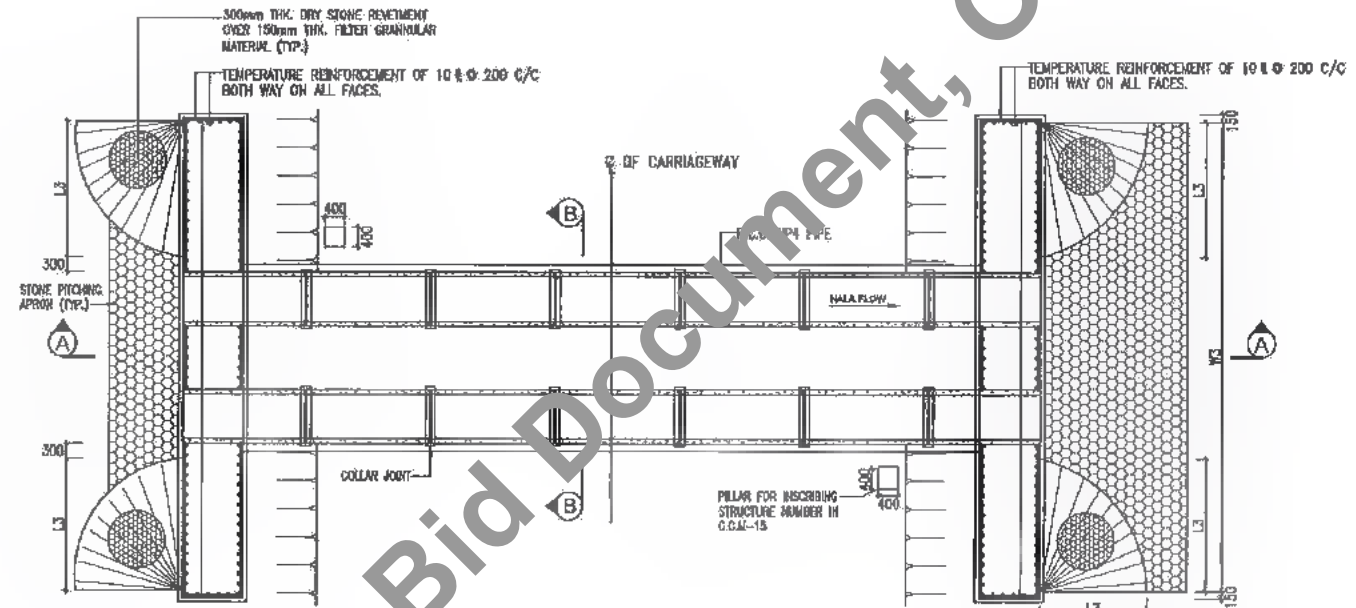 300mm THK. DRY STONE REVETMENT
OVER 150mm THK. FILTER GRANNULAR
MATERIAL (TYP.)
TEMPERATURE REINFORCEMENT OF 10 @ 200 C/C
BOTH WAY ON ALL FACES.
TEMPERATURE REINFORCEMENT OF 10 @ 200 C/C
BOTH WAY ON ALL FACES.
150
L3
L3
400
400
B
℄ OF CARRIAGEWAY
PIPE
300
STONE PITCHING
APRON (TYP.)
NALA FLOW
A
A
W3
300
COLLAR JOINT
B
PILLAR FOR INSCRIBING
STRUCTURE NUMBER IN
C.C.M-15
400
400
L3
L3
L3
150
Bid Document,